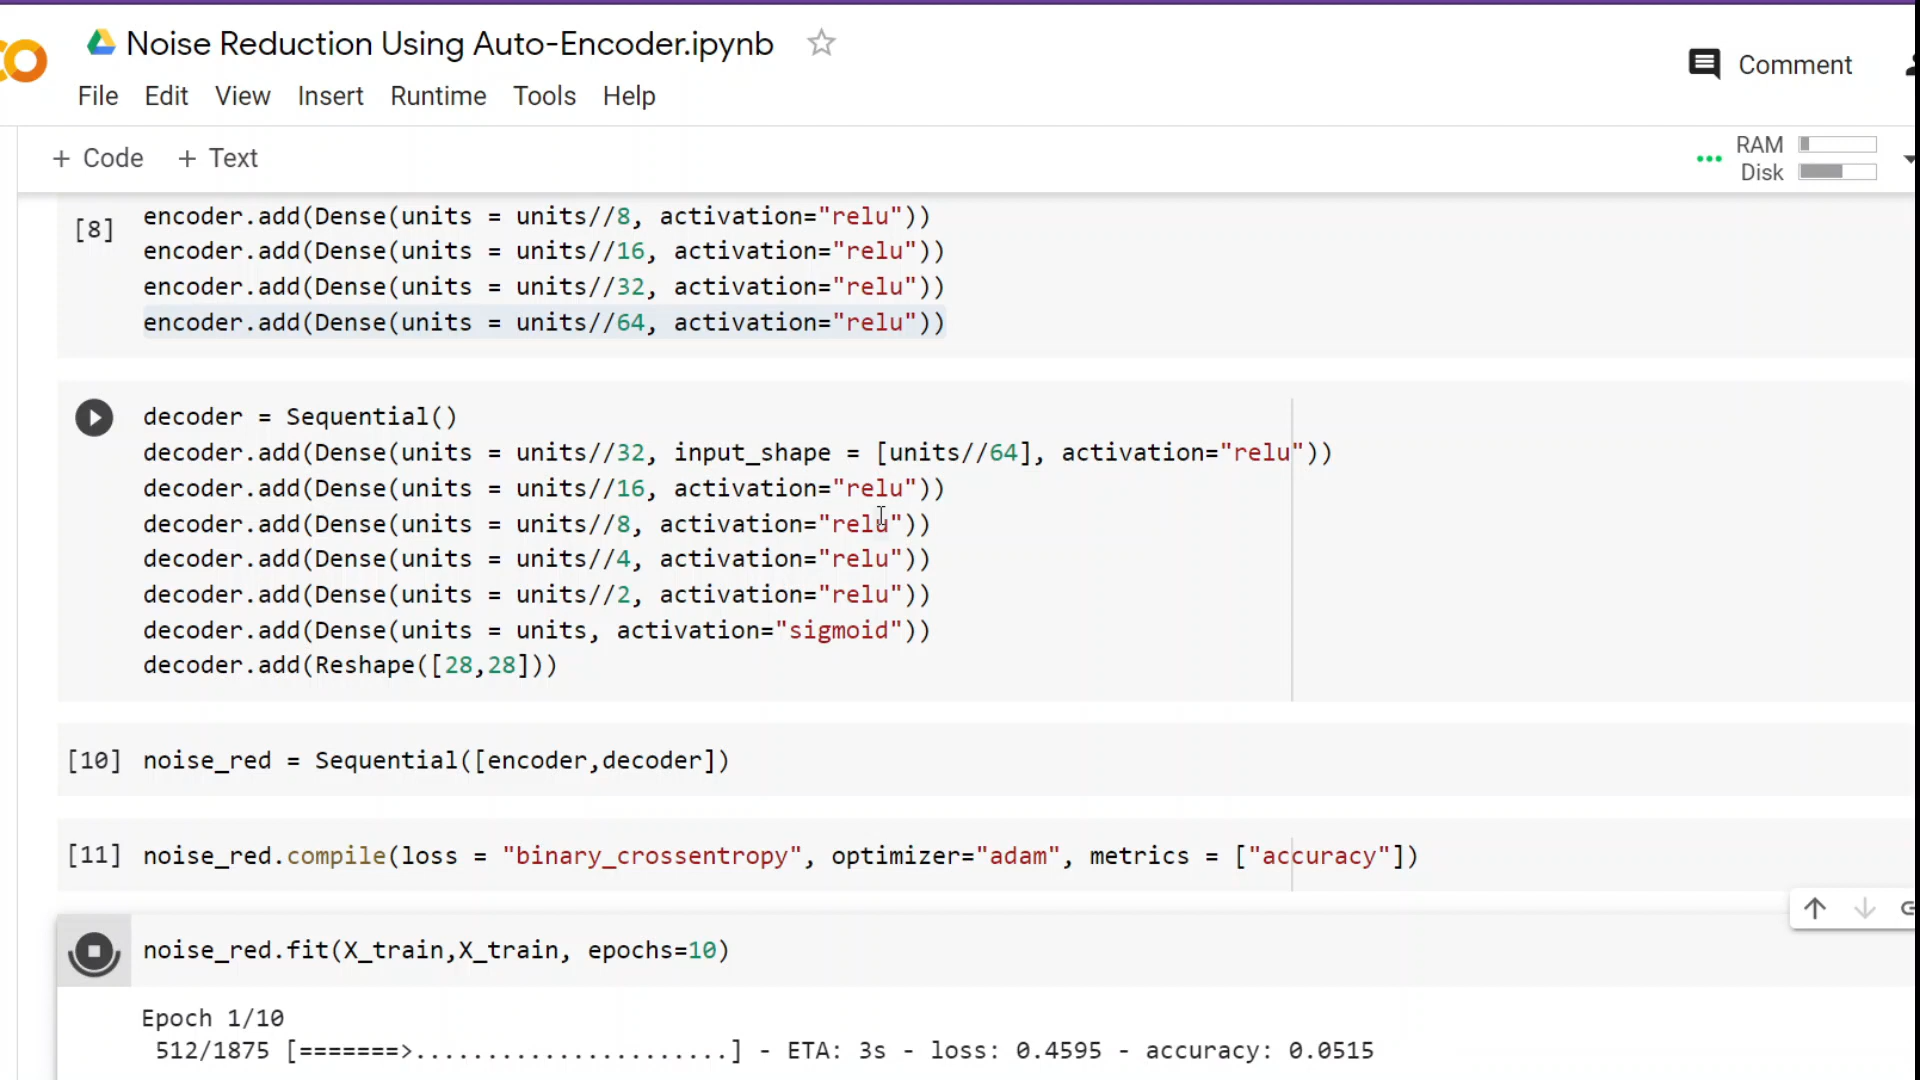 Noise Reduction Using Auto-Encoder.ipynb
Comment
File Edit View Insert Runtime Tools Help
+ Code + Text
RAM
Disk
[8]
encoder.add(Dense(units = units//8, activation="relu"))
encoder.add(Dense(units = units//16, activation="relu"))
encoder.add(Dense(units = units//32, activation="relu"))
encoder.add(Dense(units = units//64, activation="relu"))
decoder = Sequential()
decoder.add(Dense(units = units//32, input_shape = [units//64], activation="relu"))
decoder.add(Dense(units = units//16, activation="relu"))
decoder.add(Dense(units = units//8, activation="relu"))
decoder.add(Dense(units = units//4, activation="relu"))
decoder.add(Dense(units = units//2, activation="relu"))
decoder.add(Dense(units = units, activation="sigmoid"))
decoder.add(Reshape([28,28]))
[10] noise_red = Sequential([encoder,decoder])
[11] noise_red.compile(loss = "binary_crossentropy", optimizer="adam", metrics = ["accuracy"])
noise_red.fit(X_train,X_train, epochs=10)
Epoch 1/10
512/1875 [=======>......................] - ETA: 3s - loss: 0.4595 - accuracy: 0.0515